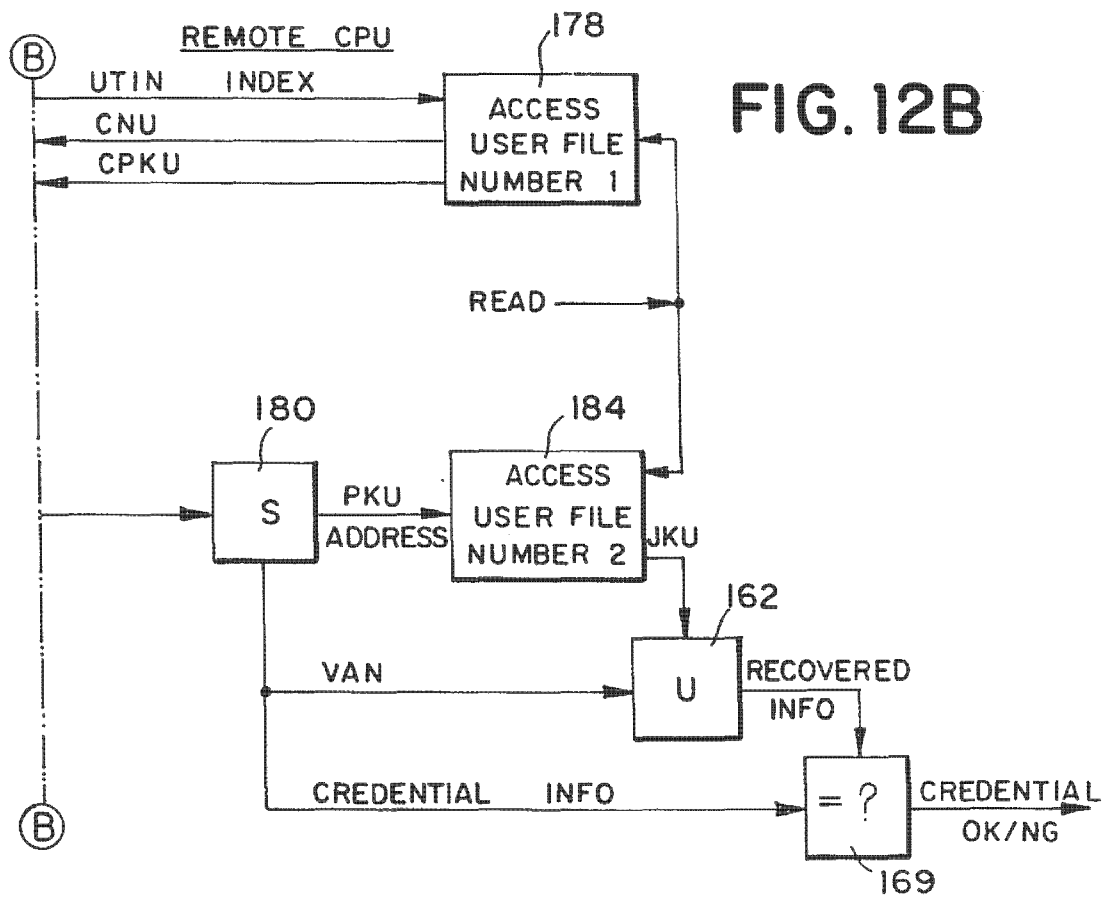 B
REMOTE CPU
178
FIG. 12B
UTIN INDEX
CNU
CPKU
ACCESS
USER FILE
NUMBER 1
READ
180
184
S
PKU
ADDRESS
ACCESS
USER FILE
NUMBER 2
JKU
162
VAN
U
RECOVERED
INFO
CREDENTIAL INFO
= ?
CREDENTIAL
OK/NG
B
169